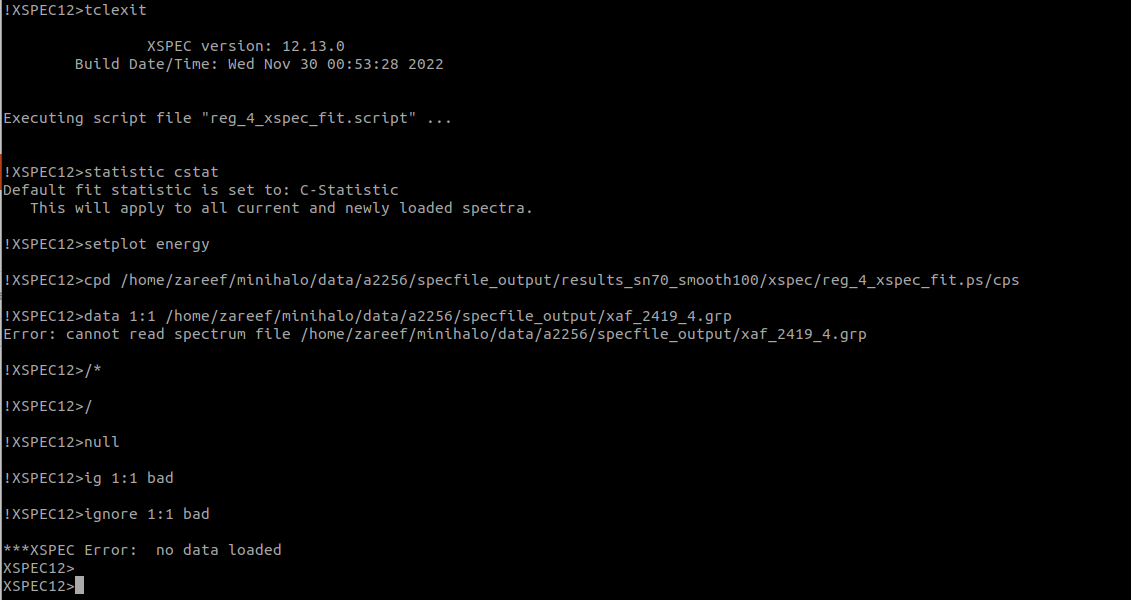 !XSPEC12>tclexit
XSPEC version: 12.13.0
Build Date/Time: Wed Nov 30 00:53:28 2022
Executing script file "reg_4_xspec_fit.script" ...
!XSPEC12>statistic cstat
Default fit statistic is set to: C-Statistic
This will apply to all current and newly loaded spectra.
!XSPEC12>setplot energy
!XSPEC12>cpd /home/zareef/minihalo/data/a2256/specfile_output/results_sn70_smooth100/xspec/reg_4_xspec_fit.ps/cps
!XSPEC12>data 1:1 /home/zareef/minihalo/data/a2256/specfile_output/xaf_2419_4.grp
Error: cannot read spectrum file /home/zareef/minihalo/data/a2256/specfile_output/xaf_2419_4.grp
!XSPEC12>/*
!XSPEC12>/
!XSPEC12>null
!XSPEC12>ig 1:1 bad
!XSPEC12>ignore 1:1 bad
***XSPEC Error:  no data loaded
XSPEC12>
XSPEC12>